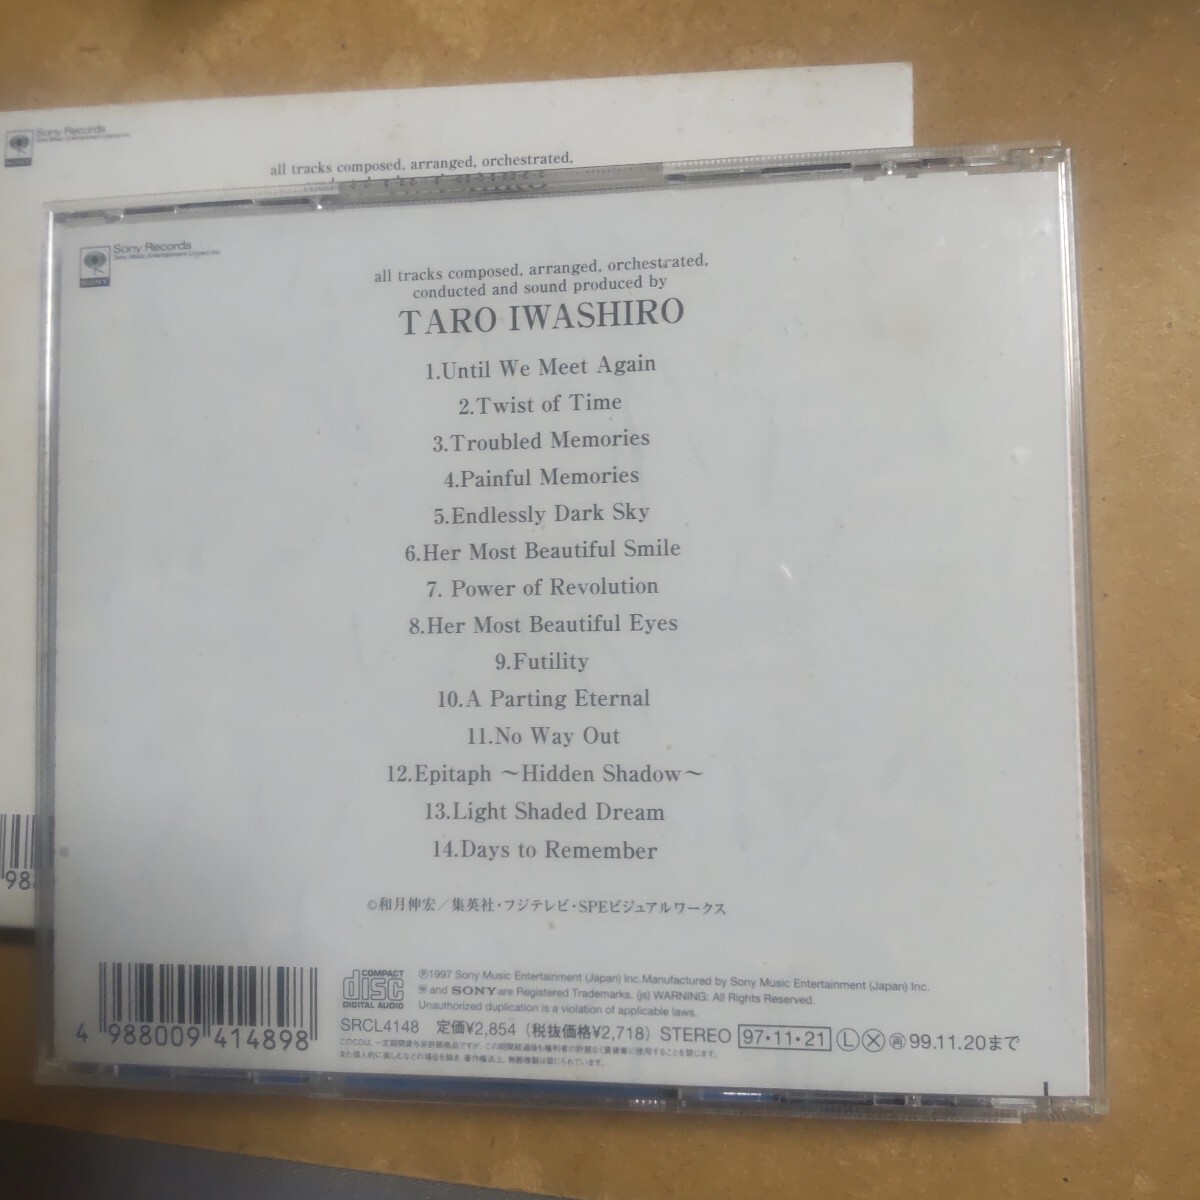 Sony Records
all tracks composed, arranged, orchestrated,
Sony Records
SONY
all tracks composed, arranged, orchestrated,
conducted and sound produced by
TARO IWASHIRO
1.Until We Meet Again
2.Twist of Time
3.Troubled Memories
4.Painful Memories
5.Endlessly Dark Sky
6.Her Most Beautiful Smile
7. Power of Revolution
8.Her Most Beautiful Eyes
9.Futility
10.A Parting Eternal
11.No Way Out
12.Epitaph ～Hidden Shadow～
13.Light Shaded Dream
14.Days to Remember
©和月伸宏／集英社・フジテレビ・SPEビジュアルワークス
4 988009 414898
COMPACT
disc
DIGITAL AUDIO
℗1997 Sony Music Entertainment (Japan) Inc.Manufactured by Sony Music Entertainment (Japan) Inc.
and SONY are Registered Trademarks. (js) WARNING: All Rights Reserved.
Unauthorized duplication is a violation of applicable laws.
SRCL4148 定価¥2,854（税抜価格¥2,718）STEREO 97・11・21 Ⓛ Ⓧ 99.11.20まで